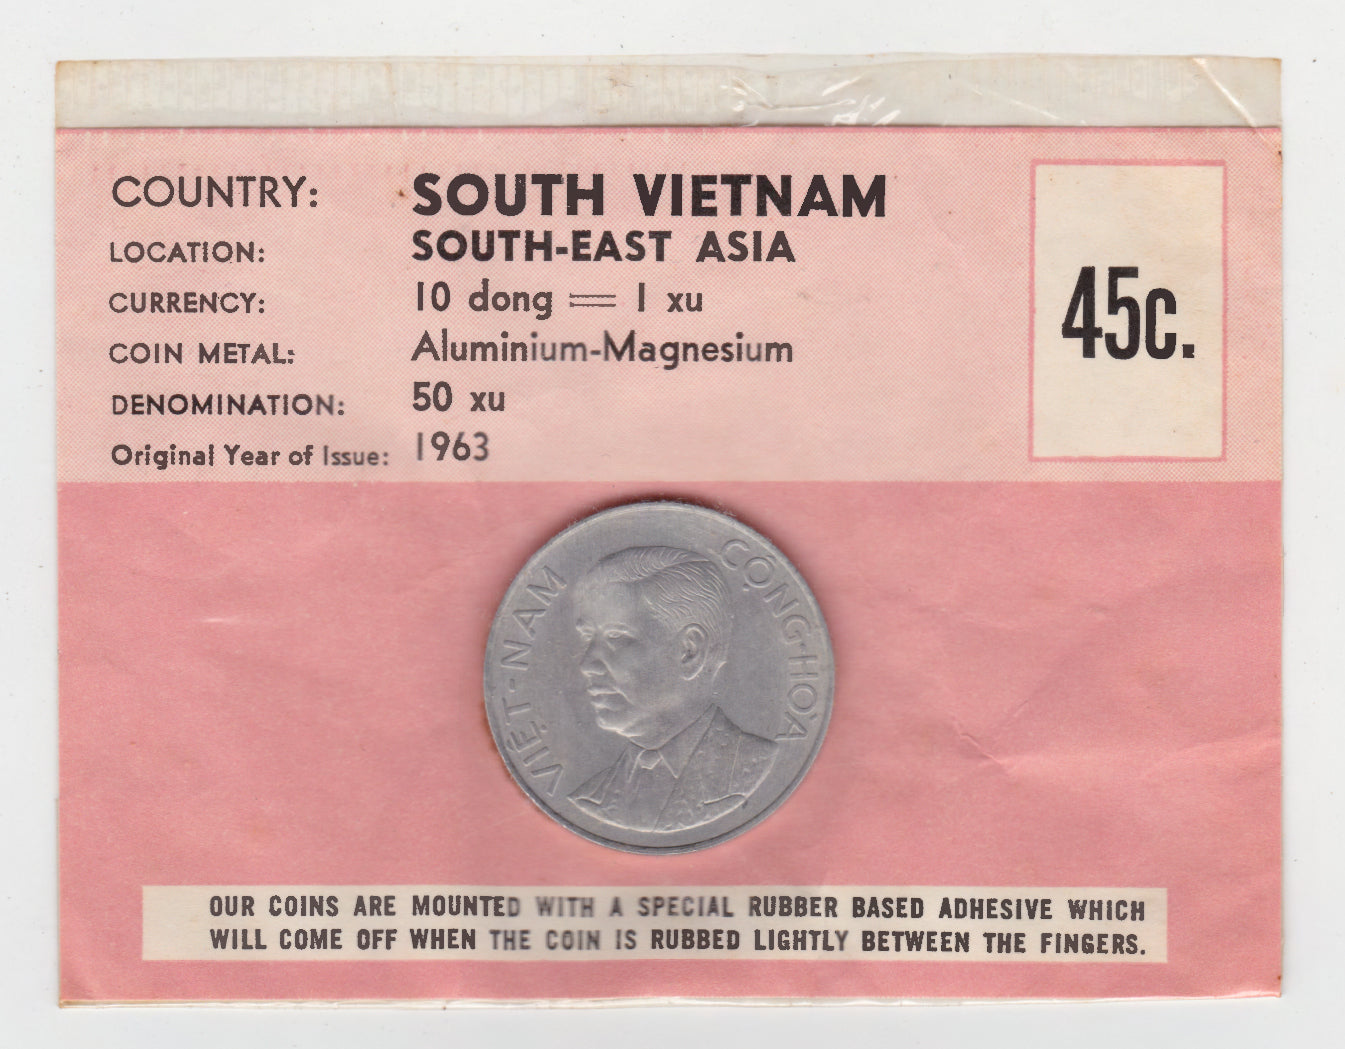 COUNTRY: SOUTH VIETNAM
LOCATION: SOUTH-EAST ASIA
CURRENCY: 10 dong = 1 xu
COIN METAL: Aluminium-Magnesium
DENOMINATION: 50 xu
Original Year of Issue: 1963
45c.
VIỆT-NAM CỘNG-HÒA
OUR COINS ARE MOUNTED WITH A SPECIAL RUBBER BASED ADHESIVE WHICH
WILL COME OFF WHEN THE COIN IS RUBBED LIGHTLY BETWEEN THE FINGERS.